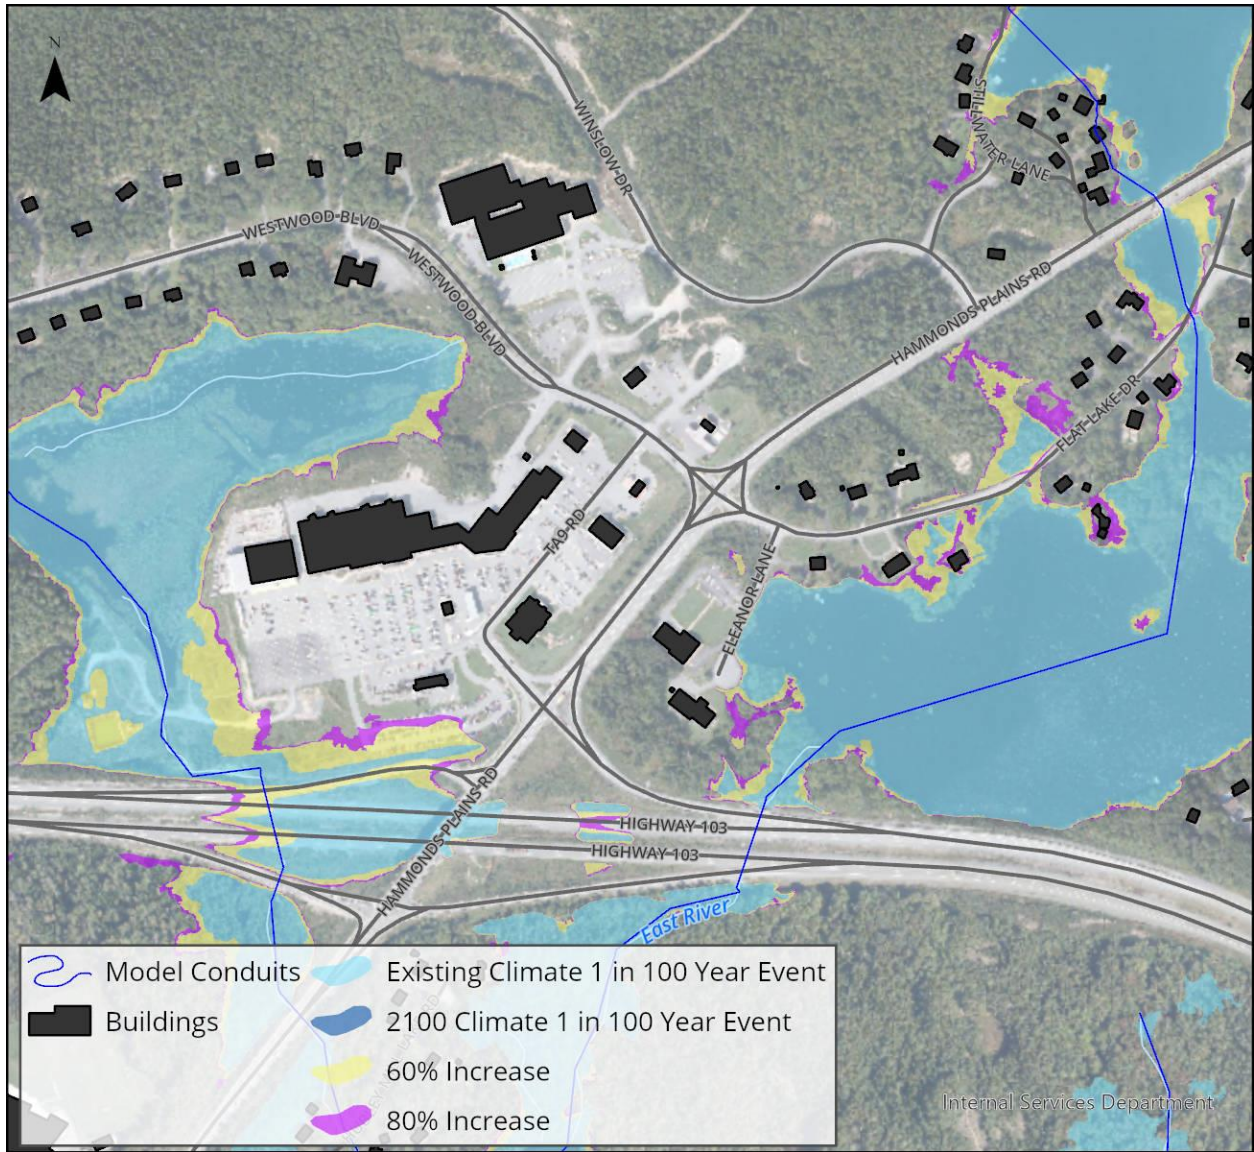 N
WINSLOW DR
STILLWATER LANE
WESTWOOD BLVD
WESTWOOD BLVD
HAMMONDS PLAINS RD
FLAT LAKE DR
TA9 RD
ELEANOR LANE
HAMMONDS PLAINS RD
HIGHWAY 103
HIGHWAY 103
East River
Model Conduits
Existing Climate 1 in 100 Year Event
Buildings
2100 Climate 1 in 100 Year Event
60% Increase
80% Increase
Internal Services Department